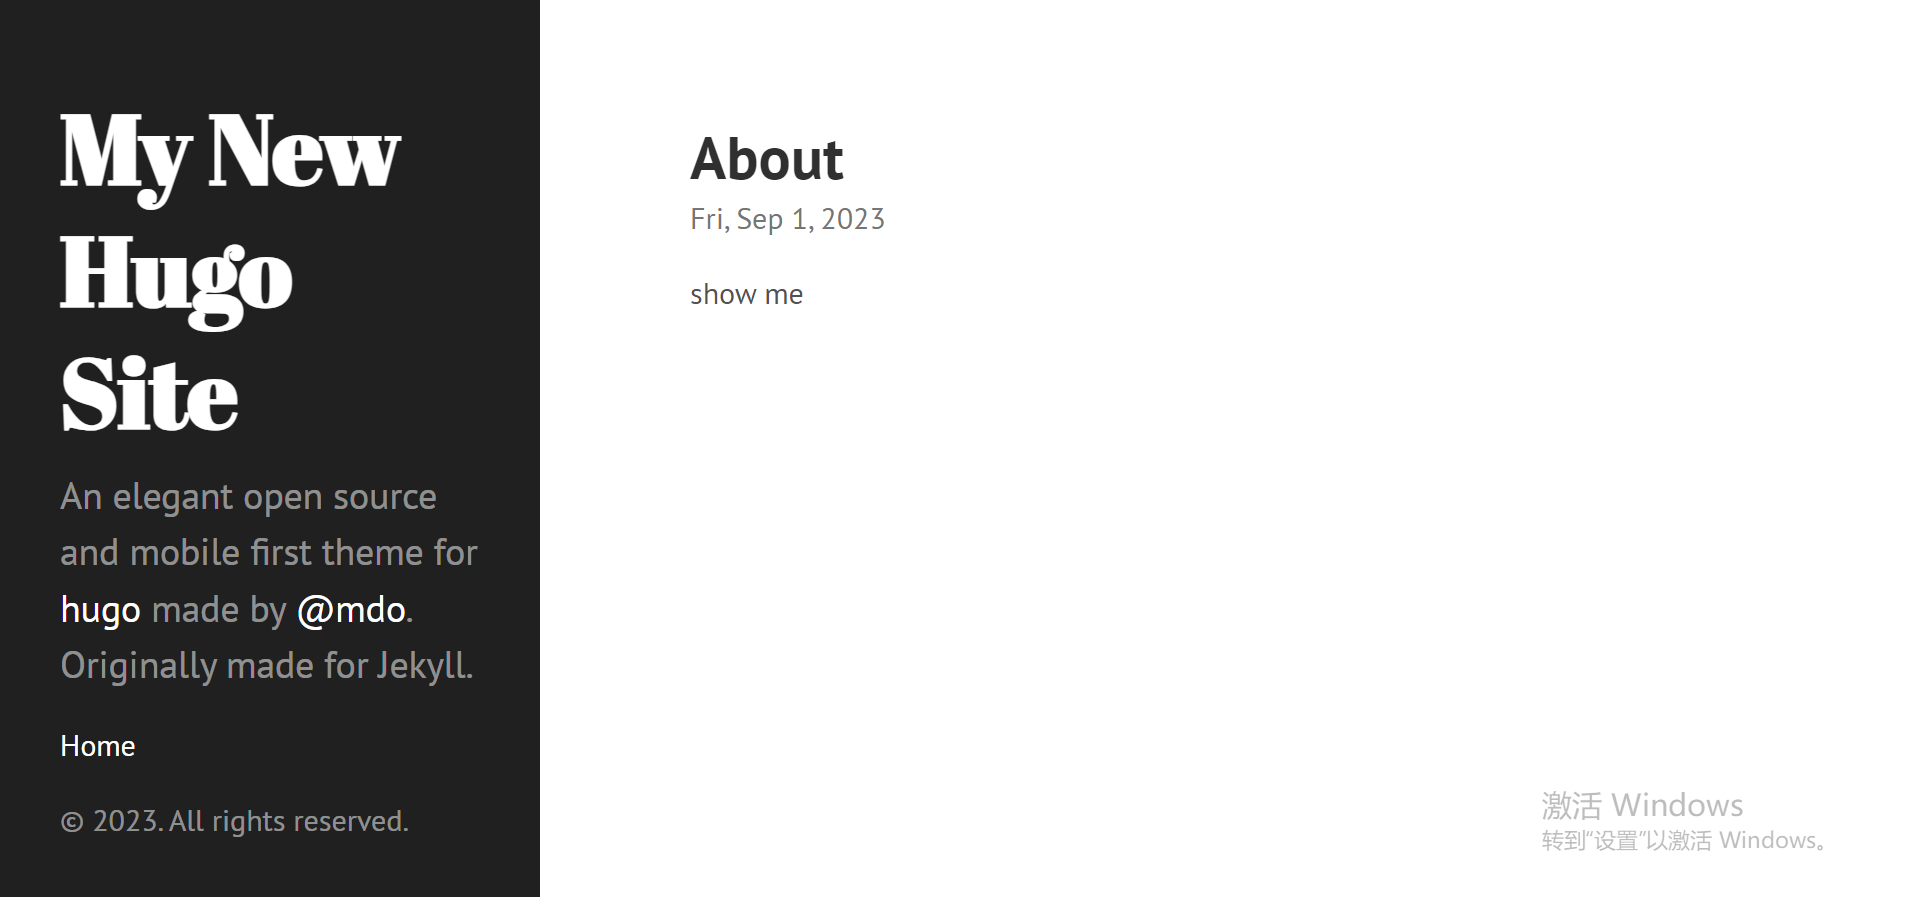 My New
Hugo
Site
An elegant open source
and mobile first theme for
hugo made by @mdo.
Originally made for Jekyll.
Home
© 2023. All rights reserved.
About
Fri, Sep 1, 2023
show me
激活 Windows
转到“设置”以激活 Windows。